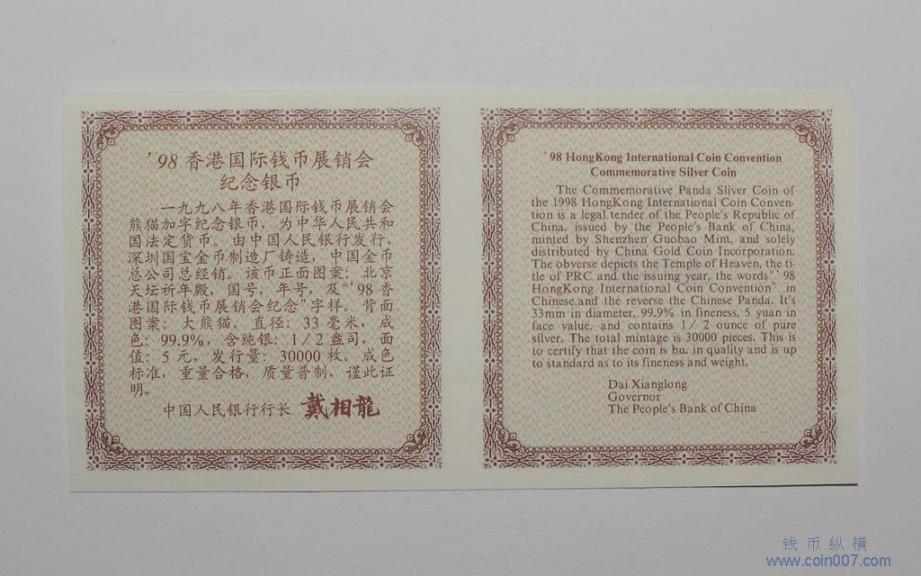 '98 香港国际钱币展销会
纪念银币
一九九八年香港国际钱币展销会
熊猫加字纪念银币，为中华人民共和
国法定货币。由中国人民银行发行，
深圳国宝金币制造厂铸造，中国金币
总公司总经销。该币正面图案：北京
天坛祈年殿，国号，年号，及“'98 香
港国际钱币展销会纪念”字样。背面
图案：大熊猫。直径：33 毫米，成
色：99.9%，含纯银：1/2 盎司，面
值：5 元，发行量：30000 枚。成色
标准，重量合格，质量普制，谨此证
明。
中国人民银行行长 戴相龍
'98 HongKong International Coin Convention
Commemorative Silver Coin
The Commemorative Panda Sliver Coin of
the 1998 HongKong International Coin Conven-
tion is a legal tender of the People's Republic of
China, issued by the People's Bank of China,
minted by Shenzhen Guobao Mint, and solely
distributed by China Gold Coin Incorporation.
The obverse depicts the Temple of Heaven, the ti-
tle of PRC and the issuing year, the words" '98
HongKong International Coin Convention" in
Chinese,and the reverse the Chinese Panda. It's
33mm in diameter, 99.9% in fineness, 5 yuan in
face value, and contains 1/2 ounce of pure
silver. The total mintage is 30000 pieces. This is
to certify that the coin is bu. in quality and is up
to standard as to its fineness and weight.
Dai Xianglong
Governor
The People's Bank of China
钱币纵横
www.coin007.com